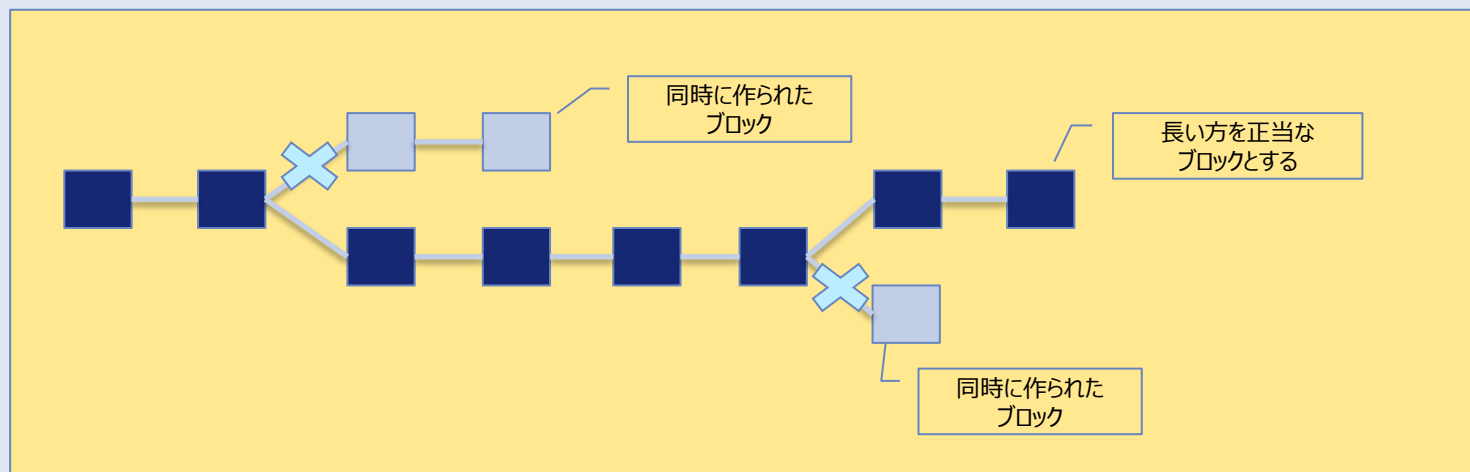 同時に作られた
ブロック
長い方を正当な
ブロックとする
同時に作られた
ブロック